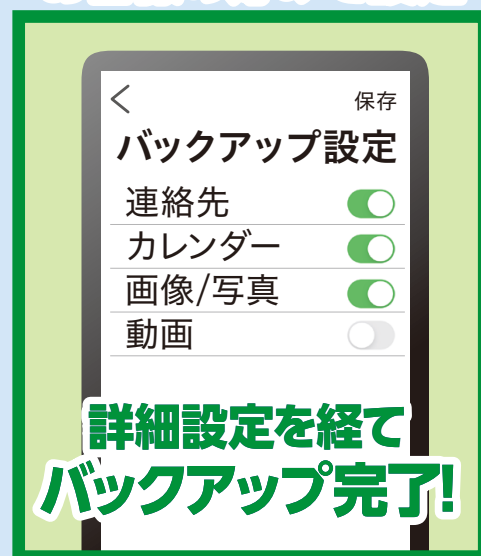 保存
バックアップ設定
連絡先
カレンダー
画像/写真
動画
詳細設定を経て
バックアップ完了!